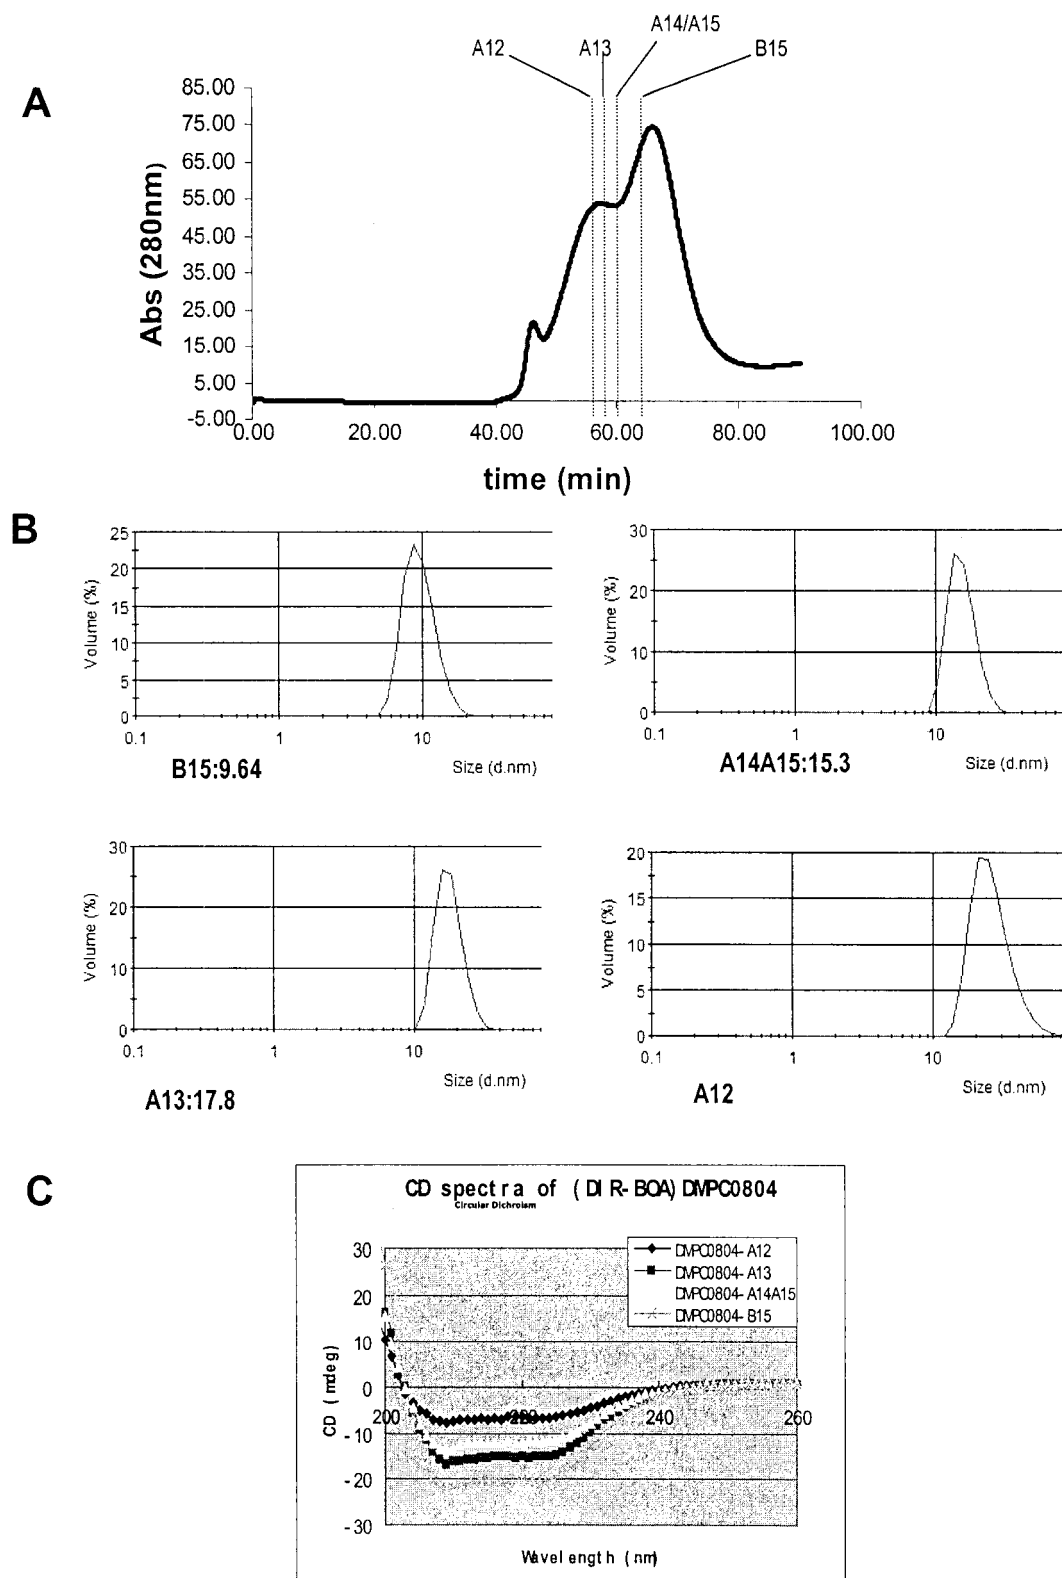 A
A12
A13
A14/A15
B15
Abs (280nm)
85.00
75.00
65.00
55.00
45.00
35.00
25.00
15.00
5.00
-5.00
0.00 20.00 40.00 60.00 80.00 100.00
time (min)
B
Volume (%)
25
20
15
10
5
0
0.1 1 10
Size (d.nm)
B15:9.64
Volume (%)
30
20
10
0
0.1 1 10
Size (d.nm)
A14A15:15.3
Volume (%)
30
20
10
0
0.1 1 10
Size (d.nm)
A13:17.8
Volume (%)
20
15
10
5
0
0.1 1 10
Size (d.nm)
A12
C
CD spectra of (DIR-BOA) DMPC0804
Circular Dichroism
DMPC0804-A12
DMPC0804-A13
DMPC0804-A14A15
DMPC0804-B15
CD (mdeg)
30
20
10
0
-10
-20
-30
200 220 240 260
Wavelength (nm)